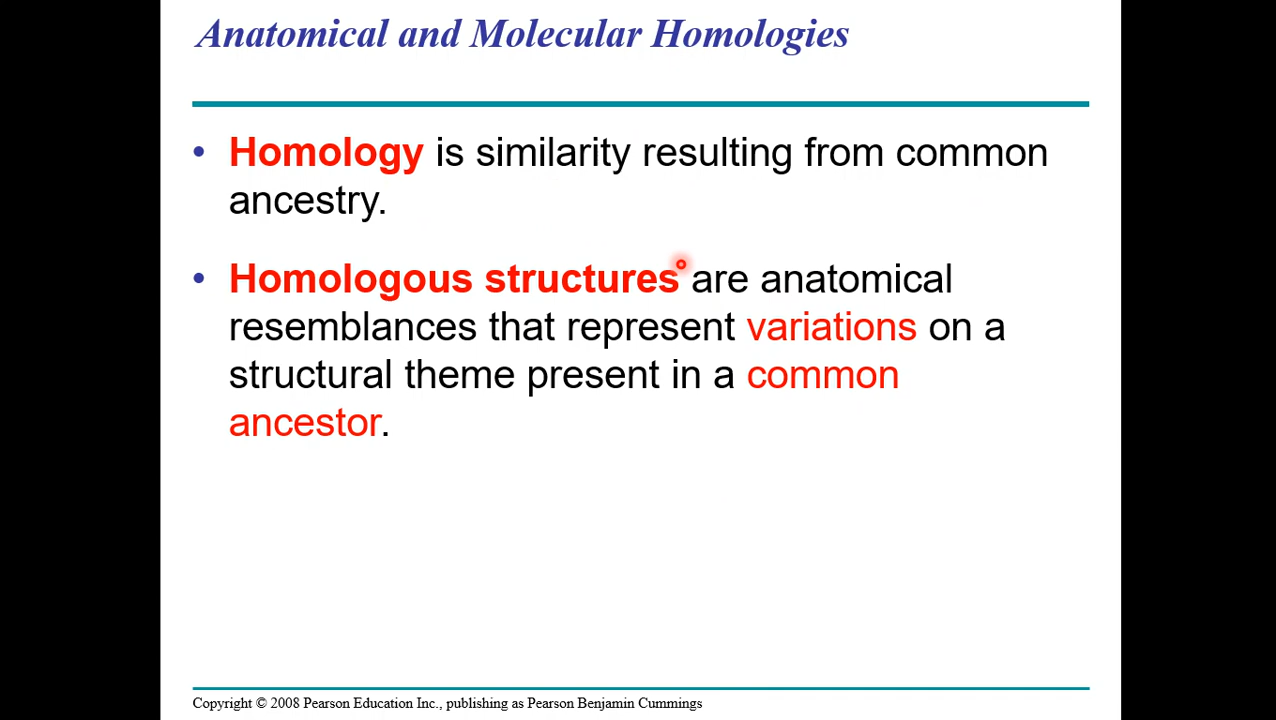 Anatomical and Molecular Homologies
• Homology is similarity resulting from common
ancestry.
• Homologous structures are anatomical
resemblances that represent variations on a
structural theme present in a common
ancestor.
Copyright © 2008 Pearson Education Inc., publishing as Pearson Benjamin Cummings